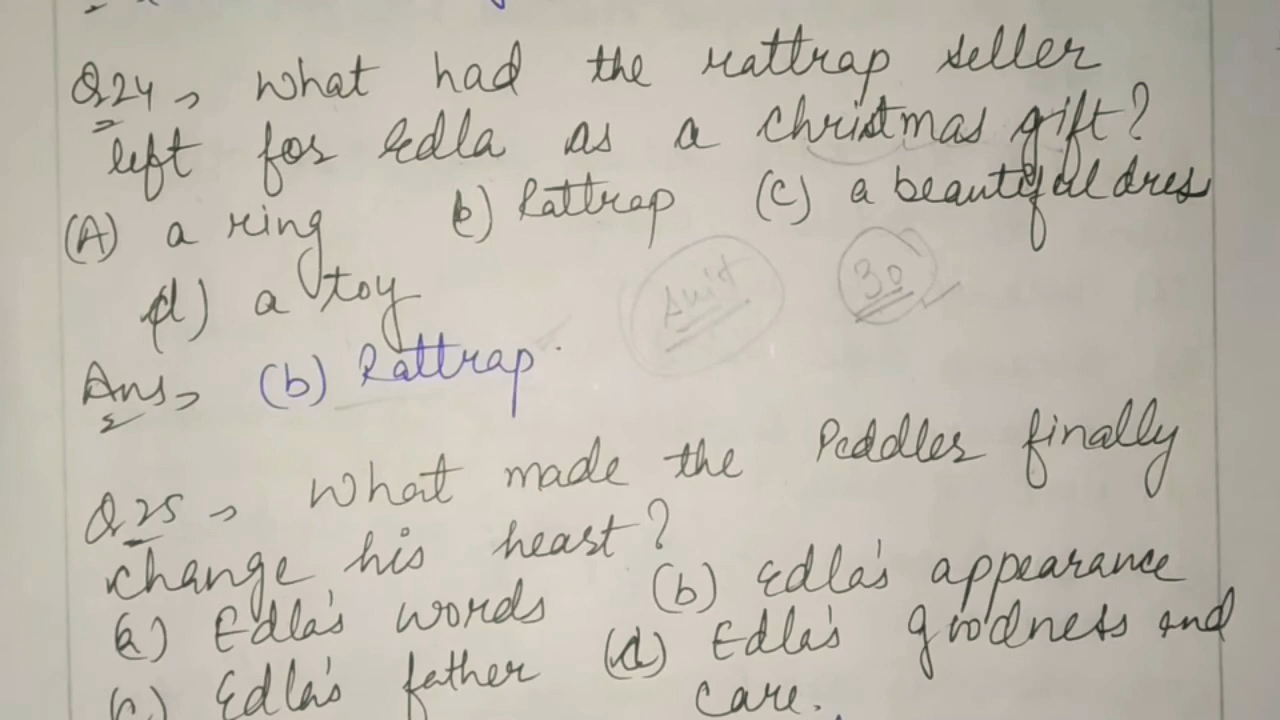 Q24, What had the rattrap seller
left for Edla as a christmas gift?
(A) a ring b) Rattrap (C) a beautiful dres
d) a toy
30
Ans, (b) Rattrap.
Q25, What made the Peddler finally
change his heart?
(a) Edla's words (b) Edla's appearance
(c) Edla's father (d) Edla's goodness and
care.